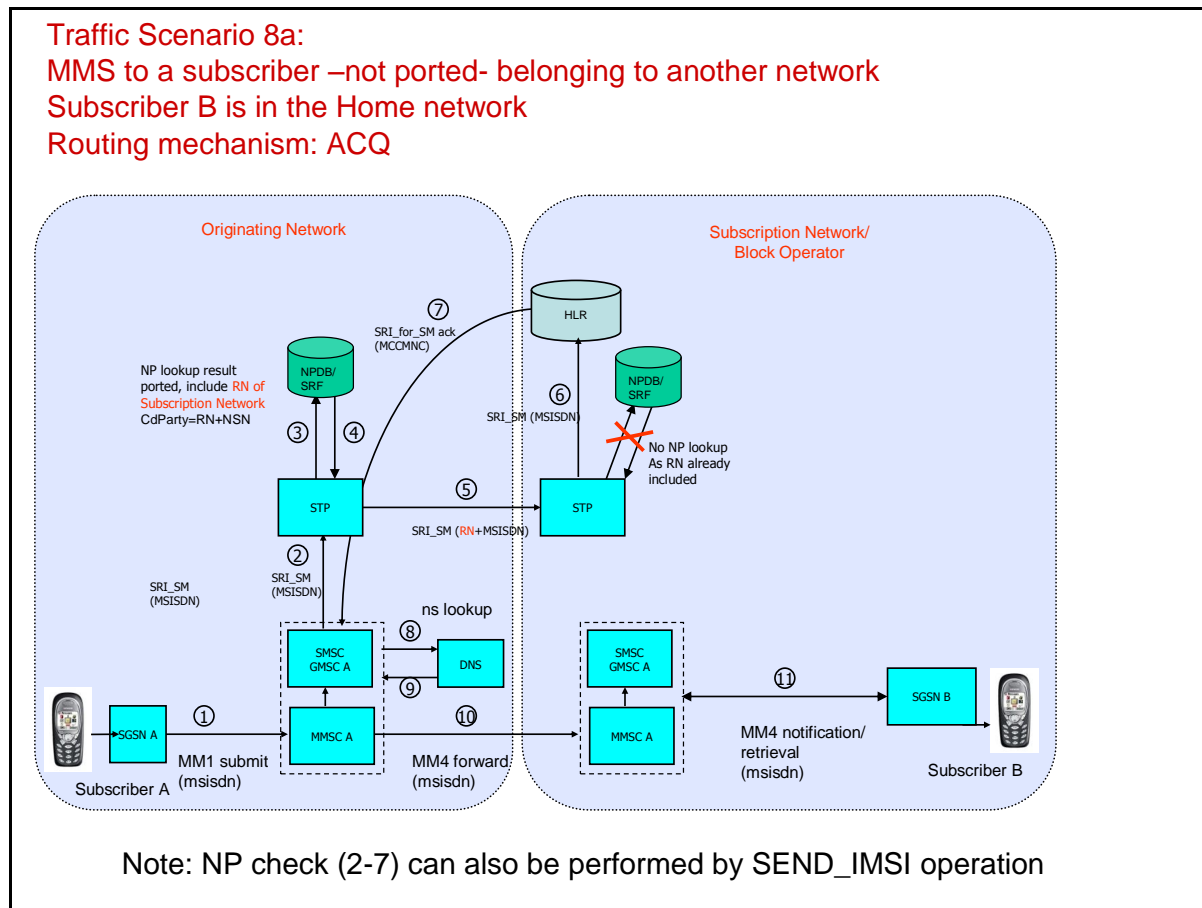 Traffic Scenario 8a:
MMS to a subscriber –not ported- belonging to another network
Subscriber B is in the Home network
Routing mechanism: ACQ
Originating Network
Subscription Network/
Block Operator
7
HLR
SRI_for_SM ack
(MCCMNC)
NPDB/
SRF
NPDB/
SRF
NP lookup result
ported, include RN of
Subscription Network
CdParty=RN+NSN
6
SRI_SM (MSISDN)
3
4
No NP lookup
As RN already
included
5
STP
STP
SRI_SM (RN+MSISDN)
2
SRI_SM
(MSISDN)
SRI_SM
(MSISDN)
ns lookup
8
SMSC
GMSC A
DNS
SMSC
GMSC A
9
11
1
10
SGSN A
MMSC A
MMSC A
SGSN B
MM1 submit
(msisdn)
MM4 forward
(msisdn)
MM4 notification/
retrieval
(msisdn)
Subscriber A
Subscriber B
Note: NP check (2-7) can also be performed by SEND_IMSI operation